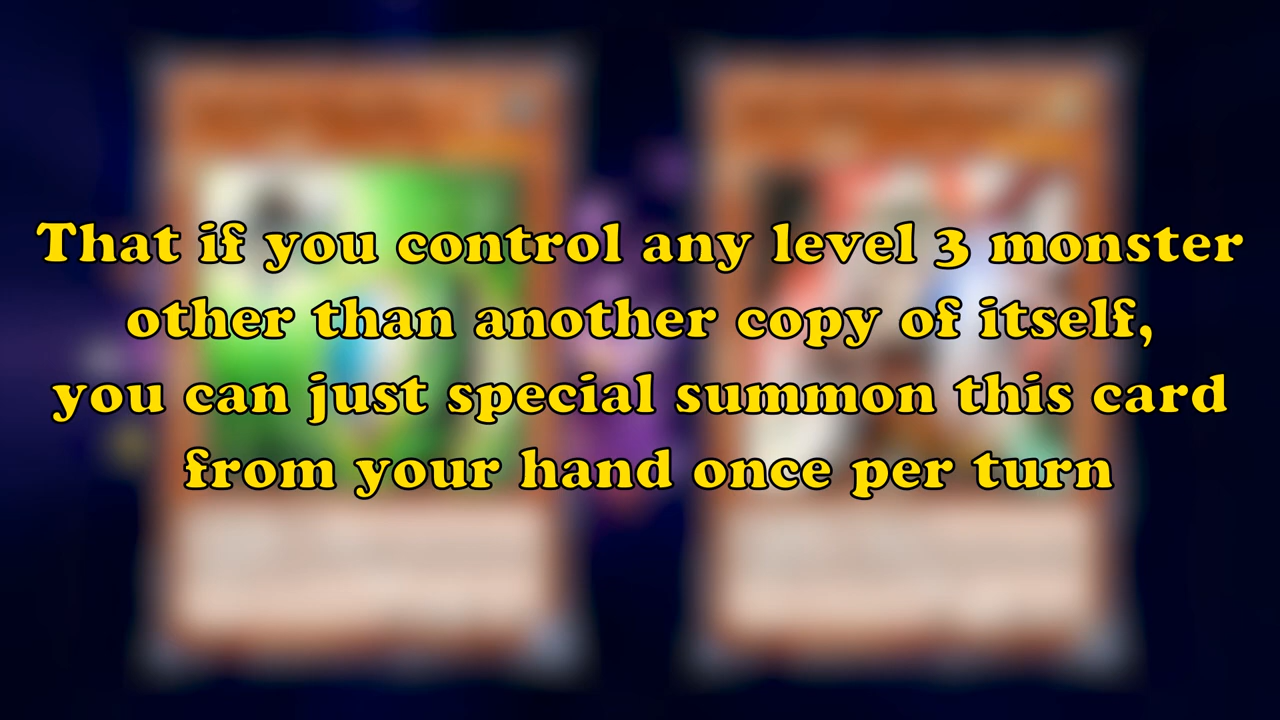 That if you control any level 3 monster
other than another copy of itself,
you can just special summon this card
from your hand once per turn